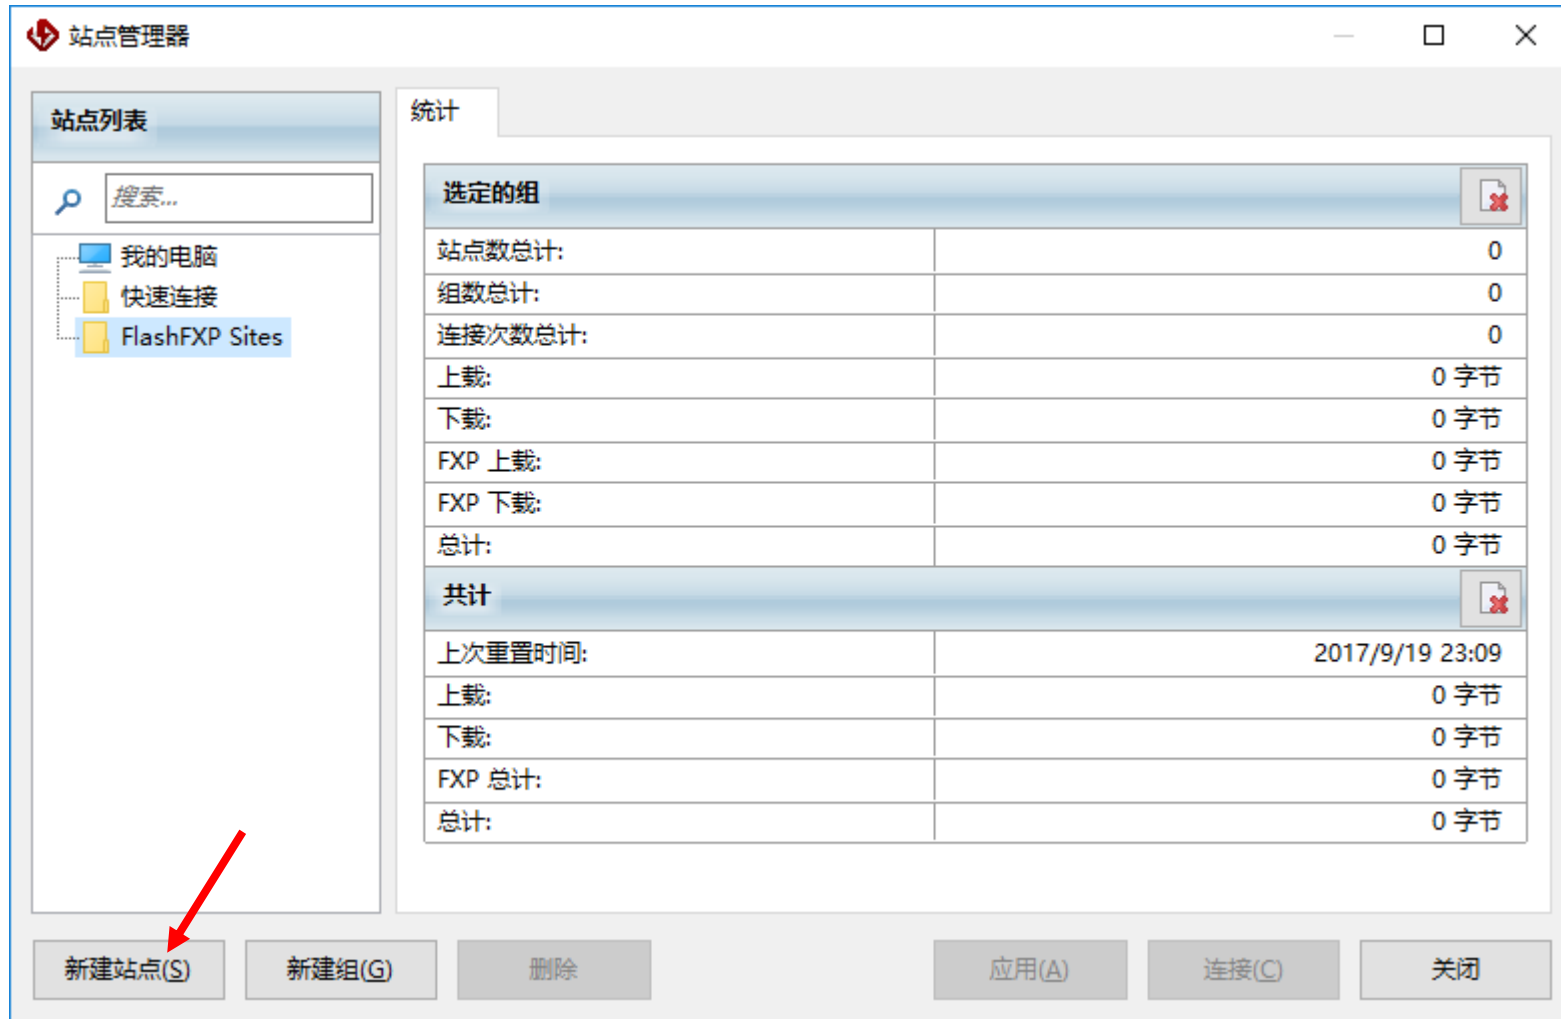 站点管理器
站点列表
搜索...
我的电脑
快速连接
FlashFXP Sites
统计
选定的组
站点数总计: 0
组数总计: 0
连接次数总计: 0
上载: 0 字节
下载: 0 字节
FXP 上载: 0 字节
FXP 下载: 0 字节
总计: 0 字节
共计
上次重置时间: 2017/9/19 23:09
上载: 0 字节
下载: 0 字节
FXP 总计: 0 字节
总计: 0 字节
新建站点(S) 新建组(G) 删除 应用(A) 连接(C) 关闭